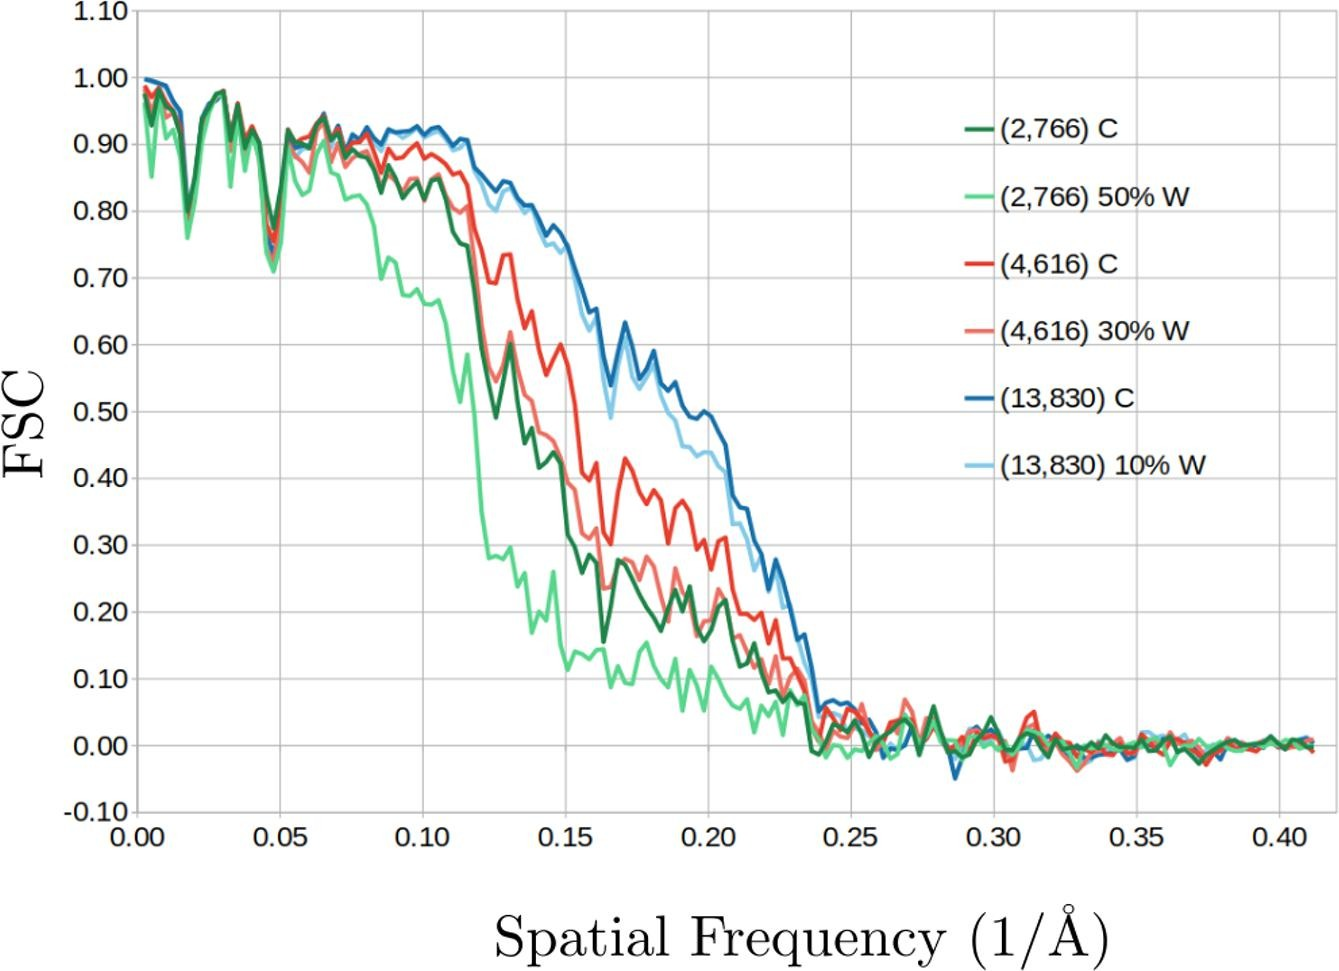 1.10
1.00
0.90
0.80
0.70
0.60
0.50
0.40
0.30
0.20
0.10
0.00
-0.10
FSC
(2,766) C
(2,766) 50% W
(4,616) C
(4,616) 30% W
(13,830) C
(13,830) 10% W
0.00 0.05 0.10 0.15 0.20 0.25 0.30 0.35 0.40
Spatial Frequency (1/Å)